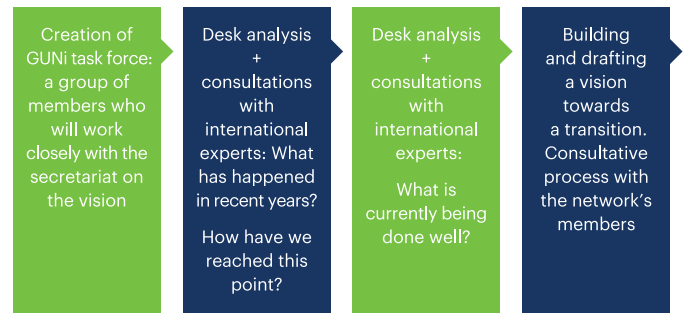 Creation of
GUNi task force:
a group of
members who
will work
closely with the
secretariat on
the vision
Desk analysis
+
consultations
with
international
experts: What
has happened
in recent years?
How have we
reached this
point?
Desk analysis
+
consultations
with
international
experts:
What is
currently being
done well?
Building
and drafting
a vision
towards
a transition.
Consultative
process with
the network’s
members